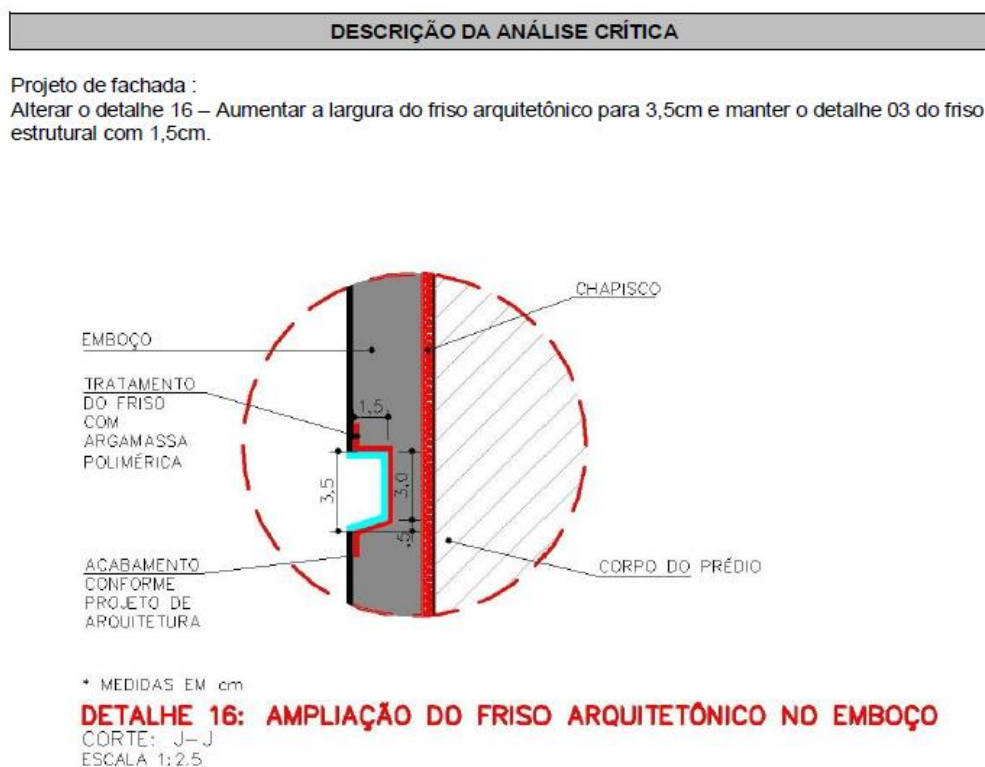 DESCRIÇÃO DA ANÁLISE CRÍTICA
Projeto de fachada :
Alterar o detalhe 16 – Aumentar a largura do friso arquitetônico para 3,5cm e manter o detalhe 03 do friso
estrutural com 1,5cm.
CHAPISCO
EMBOÇO
TRATAMENTO
DO FRISO
COM
ARGAMASSA
POLIMÉRICA
1,5
3,5
3,0
,5
ACABAMENTO
CONFORME
PROJETO DE
ARQUITETURA
CORPO DO PRÉDIO
* MEDIDAS EM cm
DETALHE 16: AMPLIAÇÃO DO FRISO ARQUITETÔNICO NO EMBOÇO
CORTE: J-J
ESCALA 1:2.5